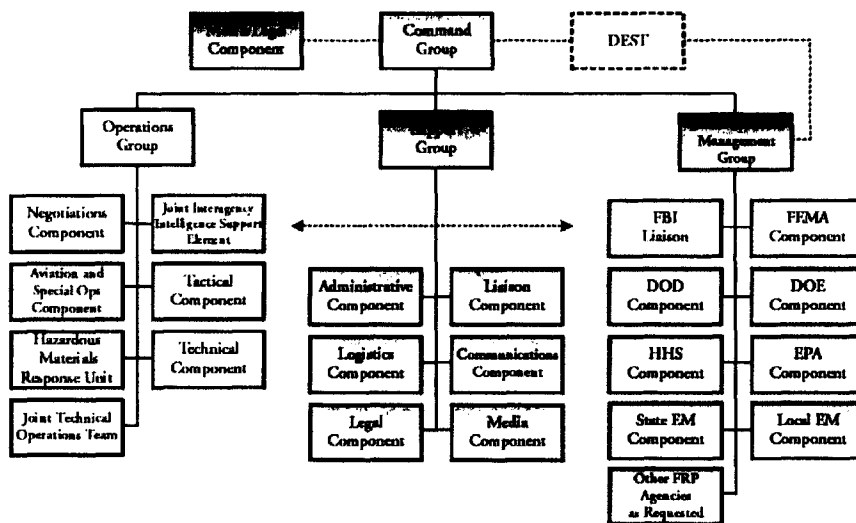 Component
Command
Group
DEST
Operations
Group
Group
Management
Group
Negotiations
Component
Joint Interagency
Intelligence Support
Element
FBI
Liaison
FEMA
Component
Aviation and
Special Ops
Component
Tactical
Component
Administrative
Component
Liaison
Component
DOD
Component
DOE
Component
Hazardous
Materials
Response Unit
Technical
Component
Logistics
Component
Communications
Component
HHS
Component
EPA
Component
Joint Technical
Operations Team
Legal
Component
Media
Component
State EM
Component
Local EM
Component
Other FRP
Agencies
as Requested